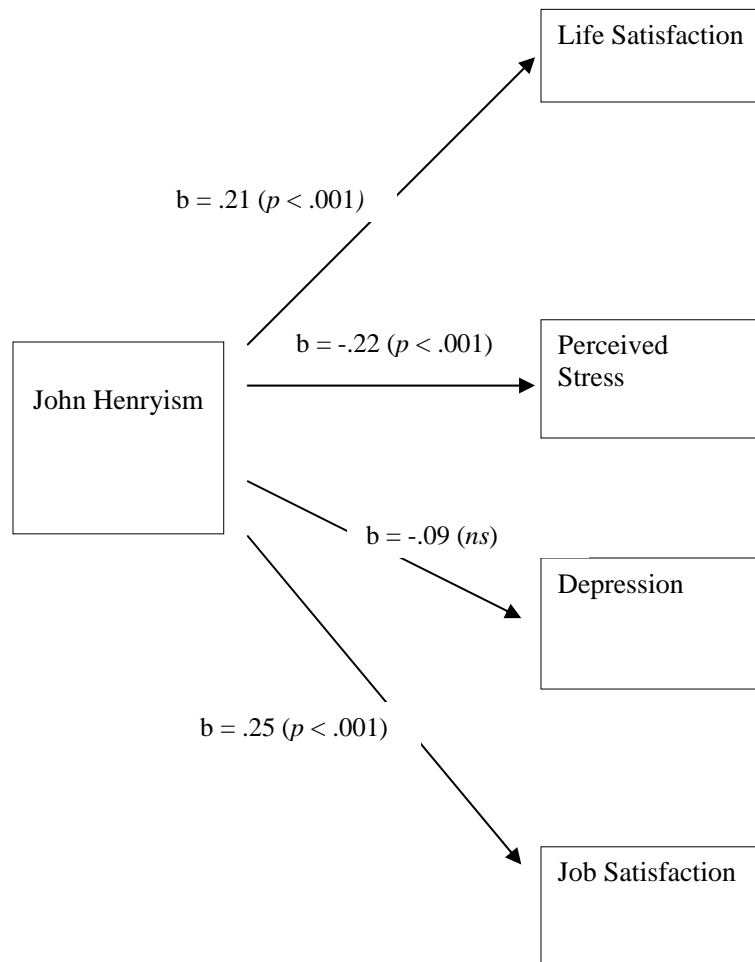 Life Satisfaction
b = .21 (p < .001)
b = -.22 (p < .001)
Perceived
Stress
John Henryism
b = -.09 (ns)
Depression
b = .25 (p < .001)
Job Satisfaction